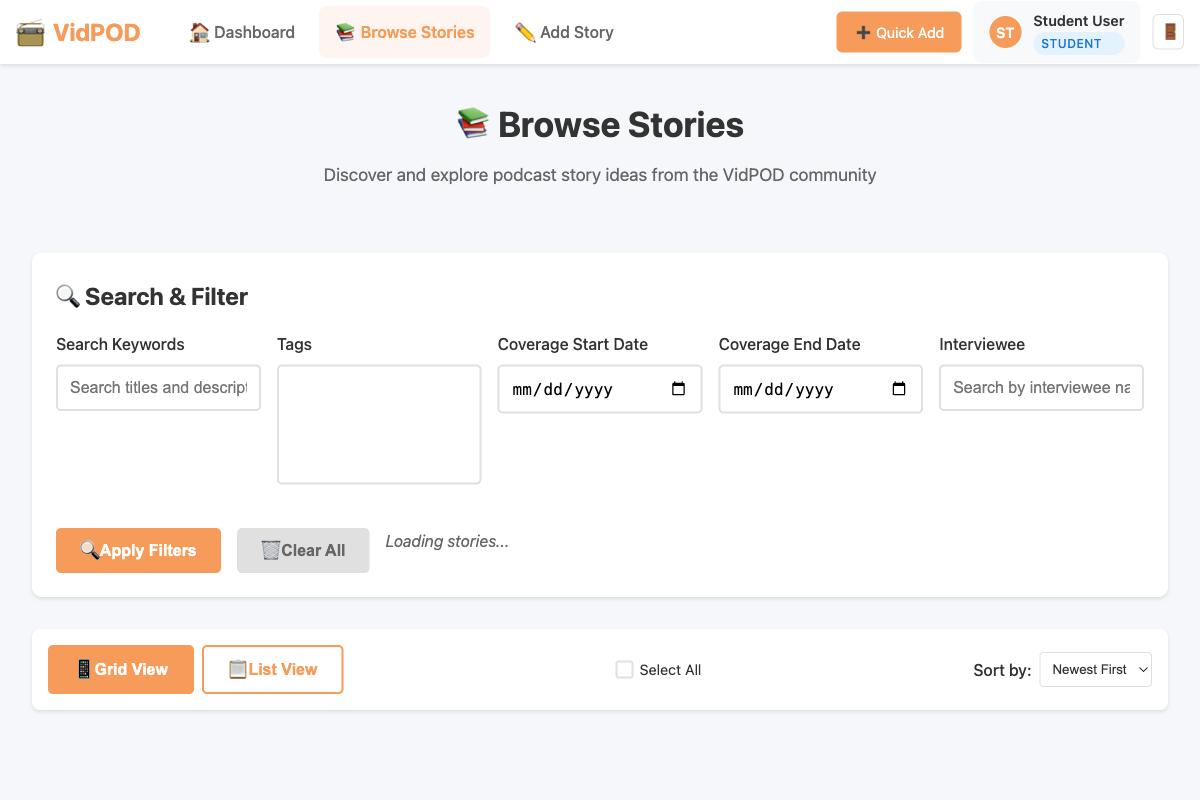 VidPOD
Dashboard
Browse Stories
Add Story
Quick Add
ST
Student User
STUDENT
Browse Stories
Discover and explore podcast story ideas from the VidPOD community
Search & Filter
Search Keywords
Tags
Coverage Start Date
Coverage End Date
Interviewee
Search titles and descript
mm/dd/yyyy
mm/dd/yyyy
Search by interviewee na
Apply Filters
Clear All
Loading stories...
Grid View
List View
Select All
Sort by:
Newest First